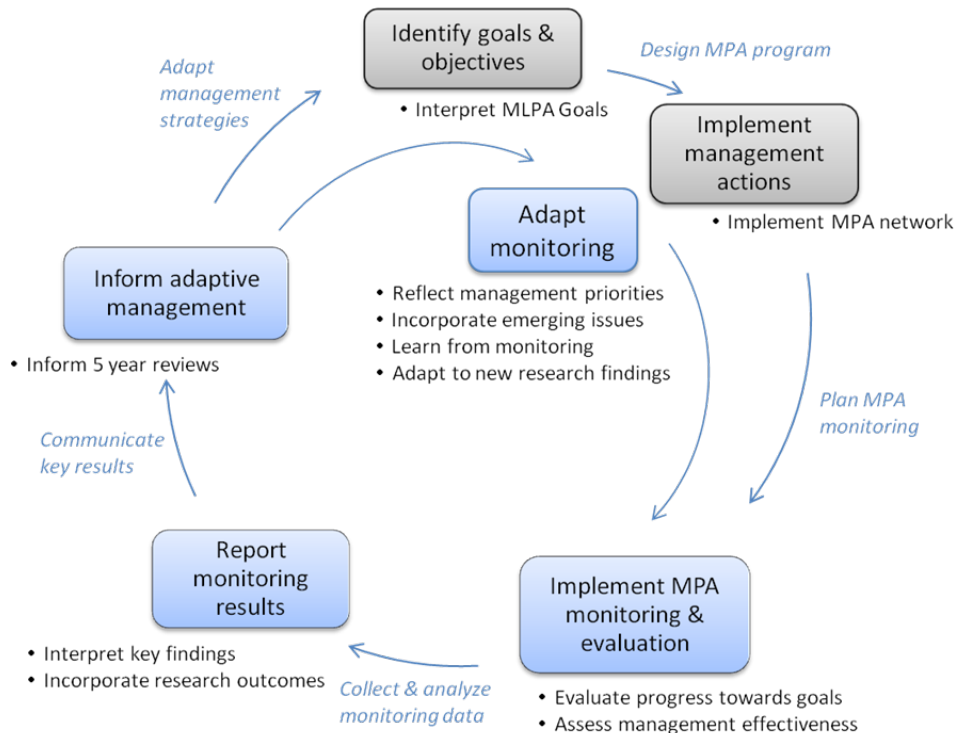 Identify goals &
objectives
• Interpret MLPA Goals
Design MPA program
Implement
management
actions
• Implement MPA network
Adapt
management
strategies
Adapt
monitoring
• Reflect management priorities
• Incorporate emerging issues
• Learn from monitoring
• Adapt to new research findings
Plan MPA
monitoring
Implement MPA
monitoring &
evaluation
• Evaluate progress towards goals
• Assess management effectiveness
Collect & analyze
monitoring data
Report
monitoring
results
• Interpret key findings
• Incorporate research outcomes
Communicate
key results
Inform adaptive
management
• Inform 5 year reviews